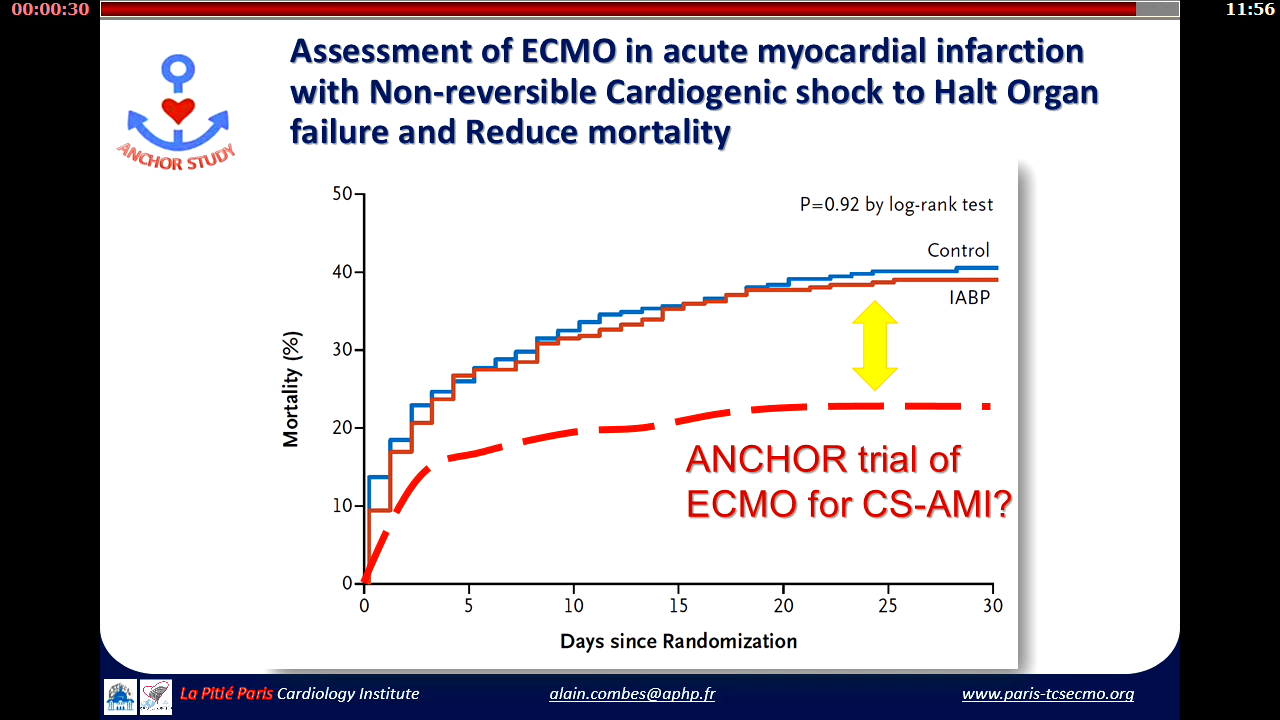 00:00:30
11:56
Assessment of ECMO in acute myocardial infarction
with Non-reversible Cardiogenic shock to Halt Organ
failure and Reduce mortality
ANCHOR STUDY
P=0.92 by log-rank test
Control
IABP
Mortality (%)
50
40
30
20
10
0
ANCHOR trial of
ECMO for CS-AMI?
0 5 10 15 20 25 30
Days since Randomization
La Pitié Paris Cardiology Institute
alain.combes@aphp.fr
www.paris-tcsecmo.org